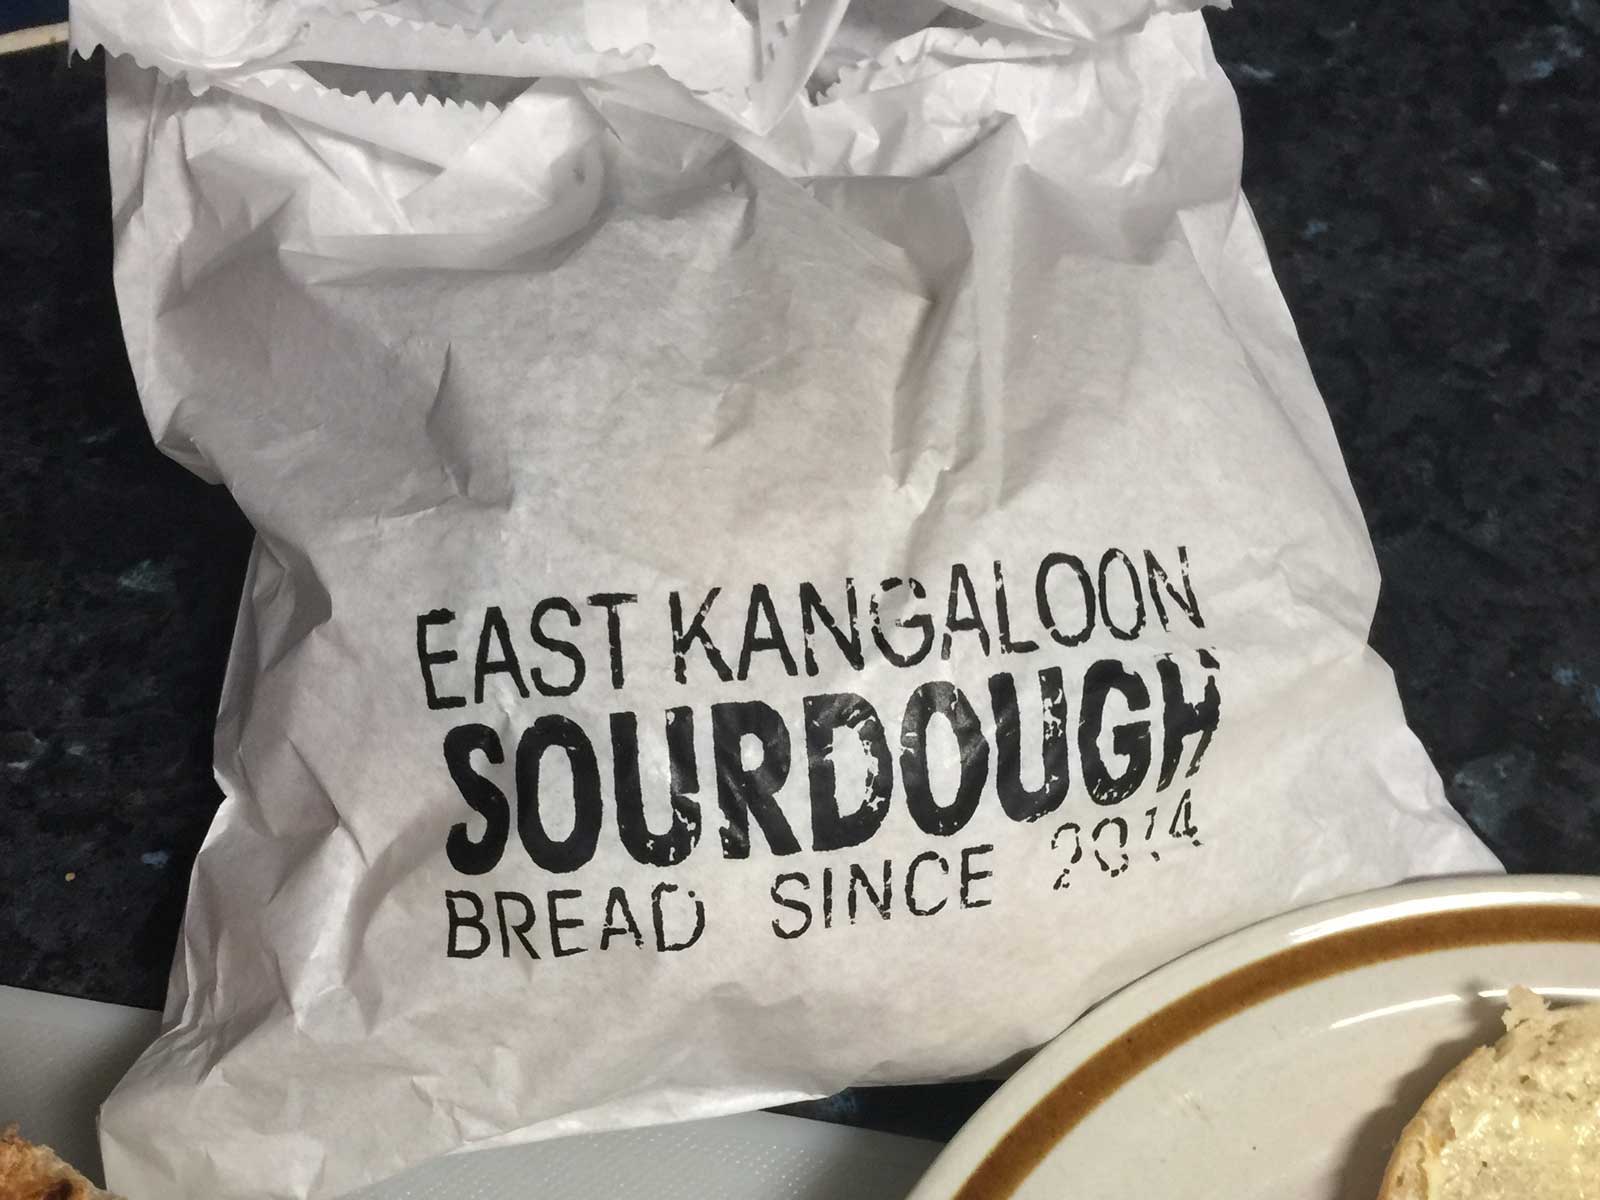 EAST KANGALOON
SOURDOUGH
BREAD SINCE 2014